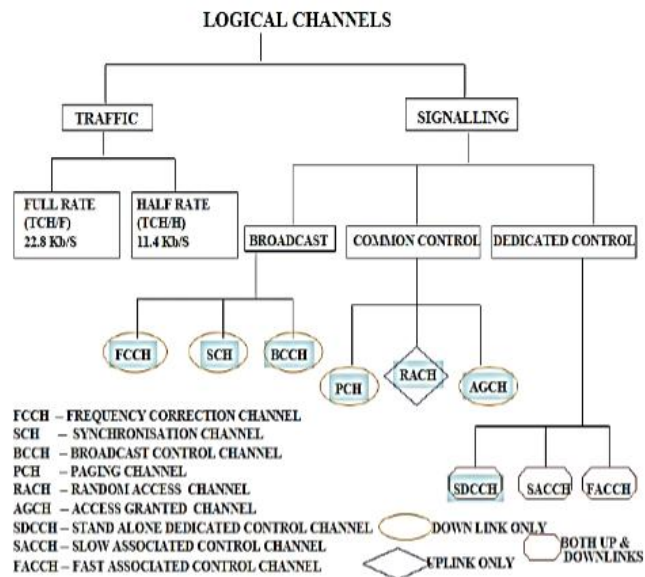 LOGICAL CHANNELS
TRAFFIC
SIGNALLING
FULL RATE
(TCH/F)
22.8 Kb/S
HALF RATE
(TCH/H)
11.4 Kb/S
BROADCAST
COMMON CONTROL
DEDICATED CONTROL
FCCH
SCH
BCCH
PCH
RACH
AGCH
SDCCH
SACCH
FACCH
FCCH – FREQUENCY CORRECTION CHANNEL
SCH – SYNCHRONISATION CHANNEL
BCCH – BROADCAST CONTROL CHANNEL
PCH – PAGING CHANNEL
RACH – RANDOM ACCESS CHANNEL
AGCH – ACCESS GRANTED CHANNEL
SDCCH – STAND ALONE DEDICATED CONTROL CHANNEL
SACCH – SLOW ASSOCIATED CONTROL CHANNEL
FACCH – FAST ASSOCIATED CONTROL CHANNEL
DOWN LINK ONLY
UPLINK ONLY
BOTH UP &
DOWNLINKS